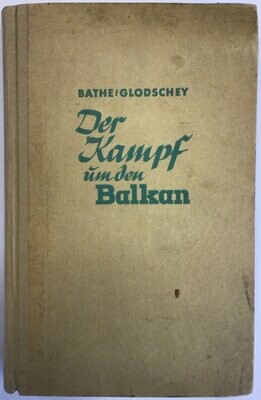 BATHE/GLODSCHEY
Der
Kampf
um den
Balkan